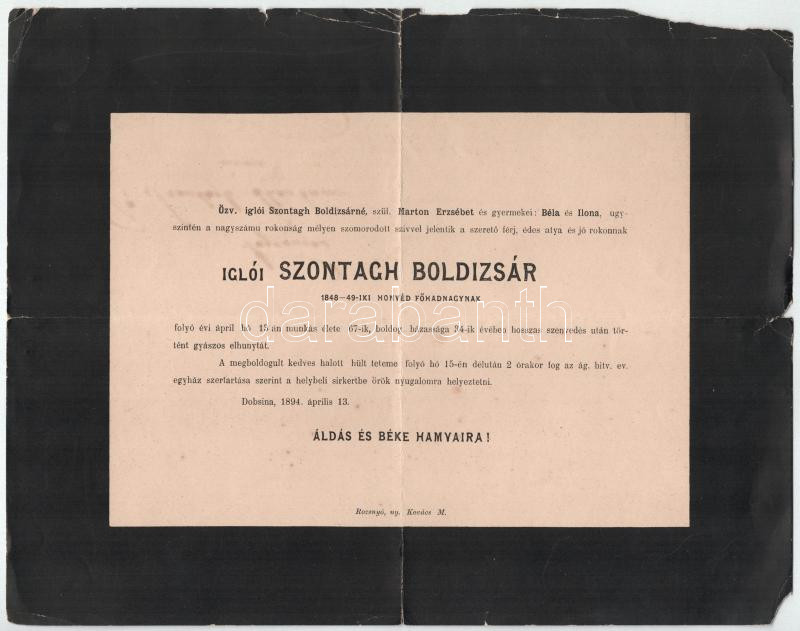 Özv. iglói Szontagh Boldizsárné, szül. Marton Erzsébet és gyermekei: Béla és Ilona, ugy-
szintén a nagyszámu rokonság mélyen szomorodott szivvel jelentik a szerető férj, édes atya és jó rokonnak
IGLÓI SZONTAGH BOLDIZSÁR
1848—49-IKI HONVÉD FŐHADNAGYNAK
folyó évi ápril hó 13-án munkás élete 67-ik, boldog házassága 34-ik évében hosszas szenvedés után tör-
tént gyászos elhunytát.
A megboldogult kedves halott hült teteme folyó hó 15-én délután 2 órakor fog az ág. hitv. ev.
egyház szertartása szerint a helybeli sirkertbe örök nyugalomra helyeztetni.
Dobsina, 1894. április 13.
ÁLDÁS ÉS BÉKE HAMVAIRA!
Rozsnyó, ny. Kovács M.
darabanth